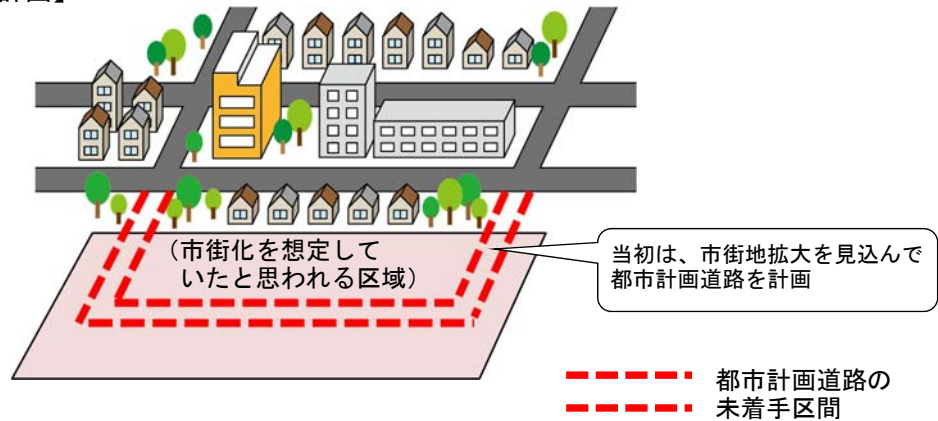 計画】
（市街化を想定して
いたと思われる区域）
当初は、市街地拡大を見込んで
都市計画道路を計画
都市計画道路の
未着手区間